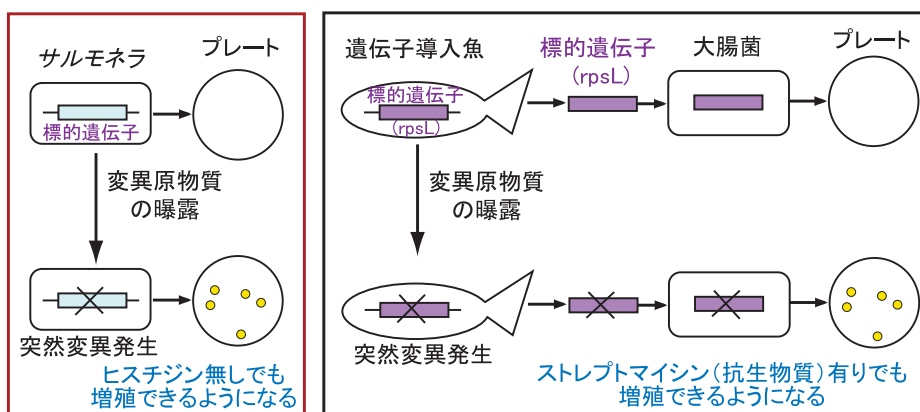 サルモネラ
プレート
標的遺伝子
変異原物質
の曝露
突然変異発生
ヒスチジン無しでも
増殖できるようになる
遺伝子導入魚
標的遺伝子
(rpsL)
大腸菌
プレート
標的遺伝子
(rpsL)
変異原物質
の曝露
突然変異発生
ストレプトマイシン(抗生物質)有りでも
増殖できるようになる